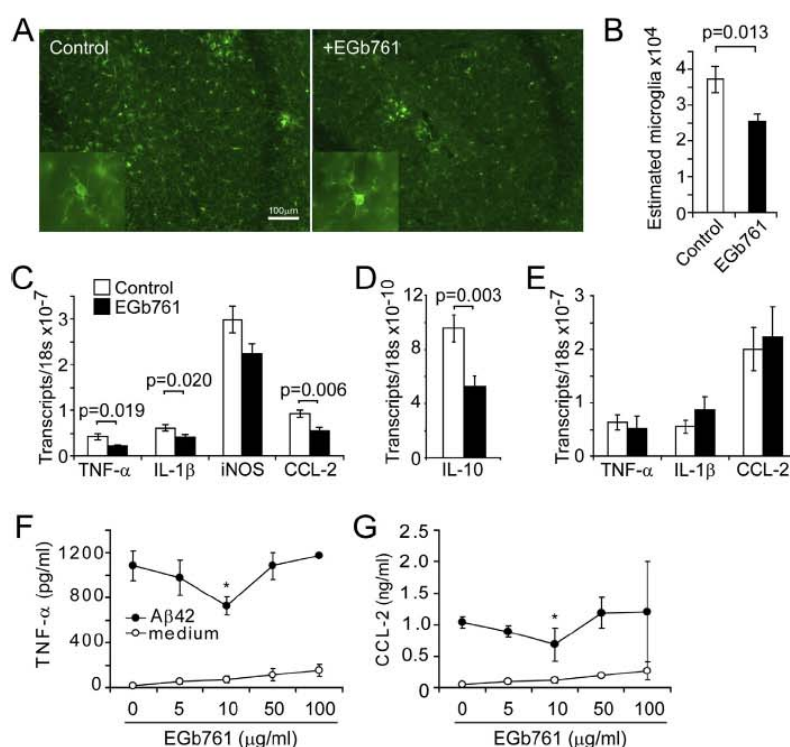 A
Control
+EGb761
100μm
B
p=0.013
Estimated microglia x10⁴
4
3
2
1
0
Control
EGb761
C
Control
EGb761
Transcripts/18s x10-7
3
2
1
0
p=0.019
p=0.020
p=0.006
TNF-α IL-1β iNOS CCL-2
D
p=0.003
Transcripts/18s x10-10
12
9
6
3
0
IL-10
E
Transcripts/18s x10-7
3
2
1
0
TNF-α IL-1β CCL-2
F
TNF-α (pg/ml)
1200
800
400
0
*
Aβ42
medium
0 5 10 50 100
EGb761 (μg/ml)
G
CCL-2 (ng/ml)
2.5
2.0
1.5
1.0
0.5
0
*
0 5 10 50 100
EGb761 (μg/ml)